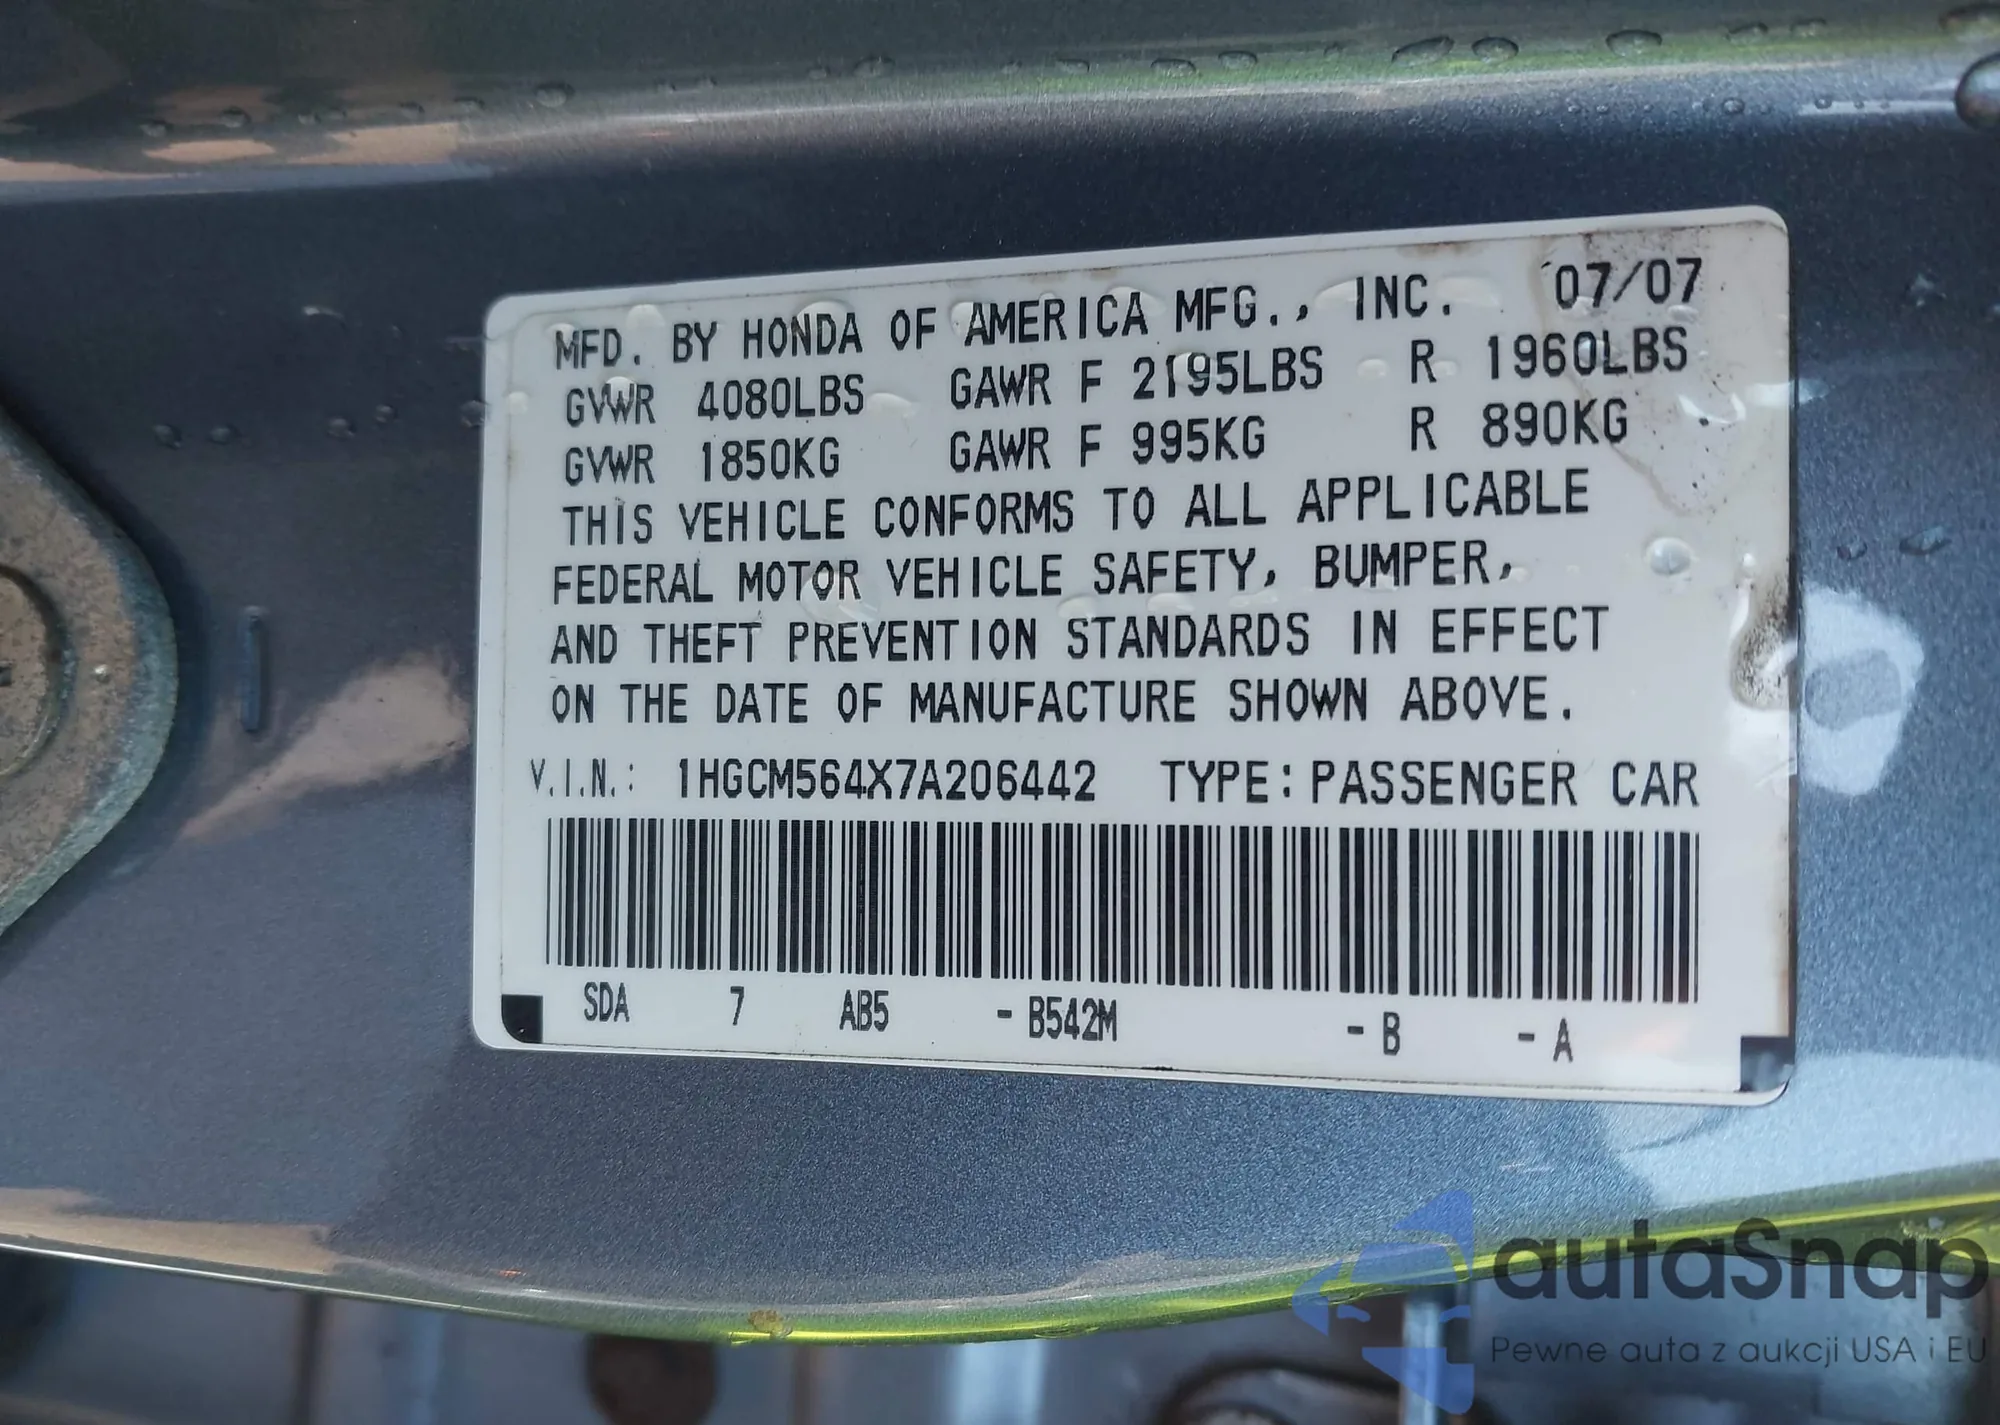 MFD. BY HONDA OF AMERICA MFG., INC. 07/07
GVWR 4080LBS GAWR F 2195LBS R 1960LBS
GVWR 1850KG GAWR F 995KG R 890KG
THIS VEHICLE CONFORMS TO ALL APPLICABLE
FEDERAL MOTOR VEHICLE SAFETY, BUMPER,
AND THEFT PREVENTION STANDARDS IN EFFECT
ON THE DATE OF MANUFACTURE SHOWN ABOVE.
V.I.N.: 1HGCM564X7A206442 TYPE:PASSENGER CAR
SDA 7 AB5 -B542M -B -A
autaSnap
Pewne auta z aukcji USA i EU